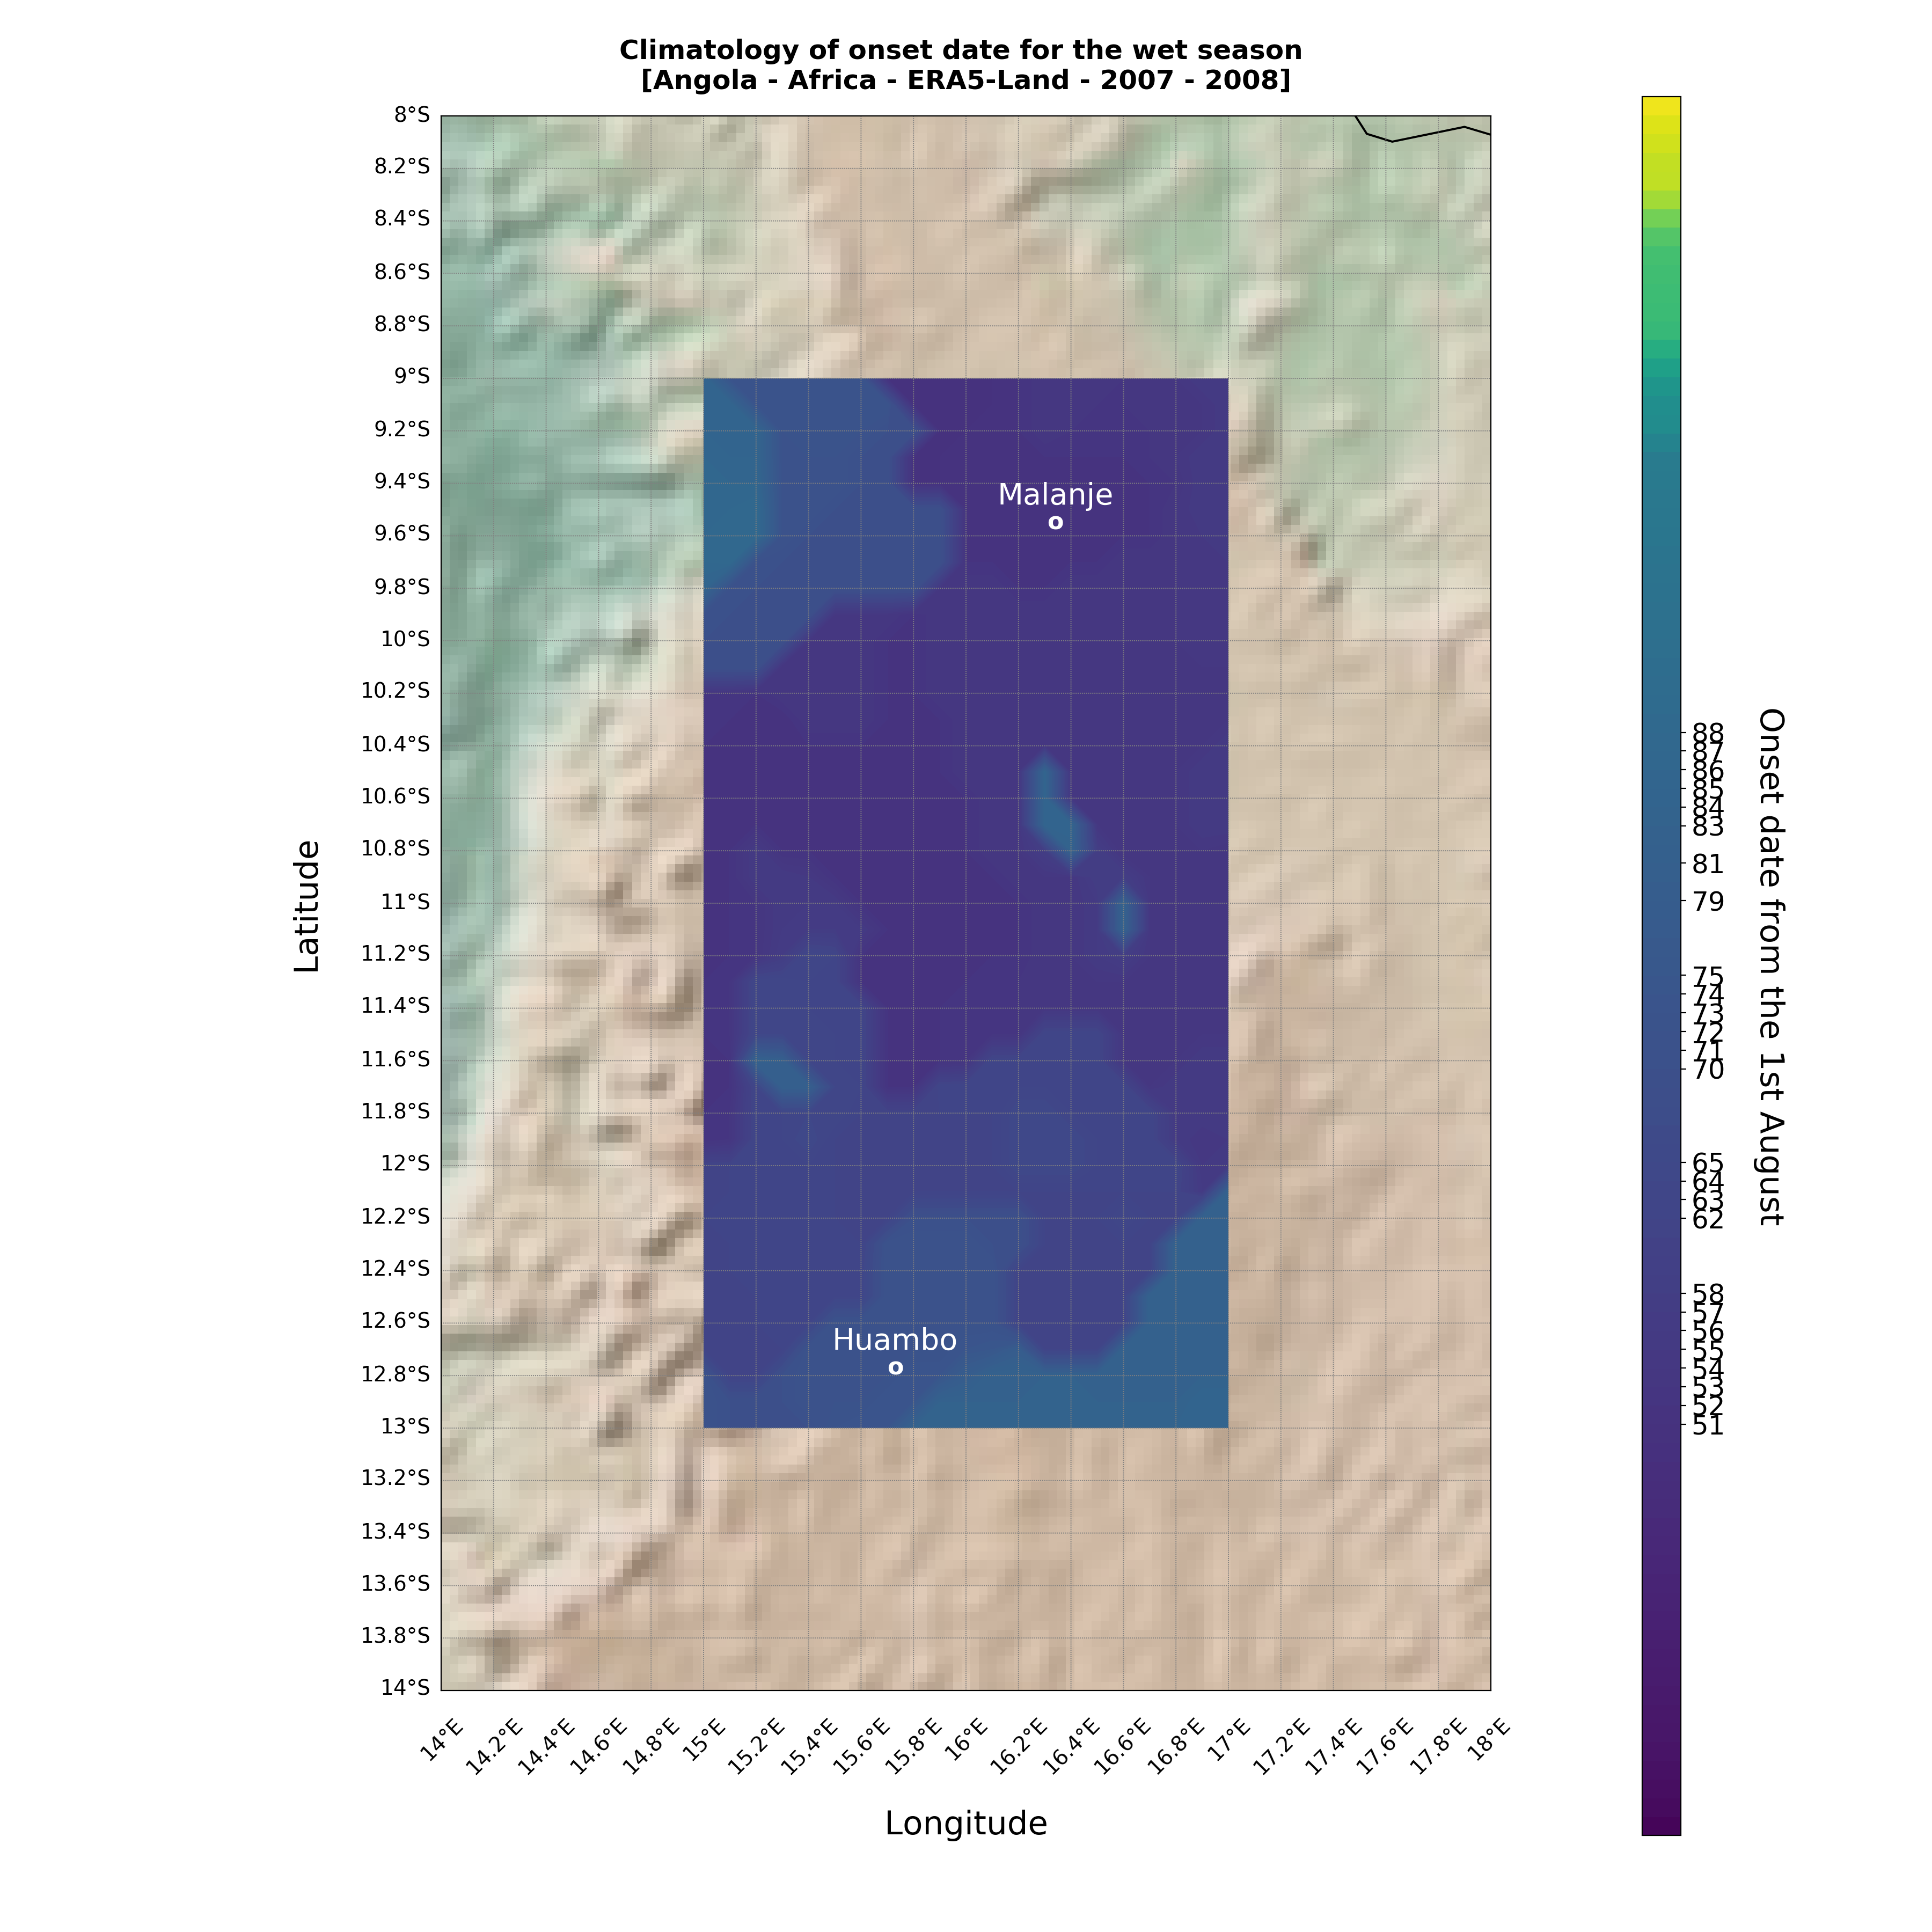 Climatology of onset date for the wet season
[Angola - Africa - ERA5-Land - 2007 - 2008]
8°S
8.2°S
8.4°S
8.6°S
8.8°S
9°S
9.2°S
9.4°S
9.6°S
9.8°S
10°S
10.2°S
10.4°S
10.6°S
10.8°S
11°S
11.2°S
11.4°S
11.6°S
11.8°S
12°S
12.2°S
12.4°S
12.6°S
12.8°S
13°S
13.2°S
13.4°S
13.6°S
13.8°S
14°S
Latitude
Malanje
o
Huambo
o
14°E
14.2°E
14.4°E
14.6°E
14.8°E
15°E
15.2°E
15.4°E
15.6°E
15.8°E
16°E
16.2°E
16.4°E
16.6°E
16.8°E
17°E
17.2°E
17.4°E
17.6°E
17.8°E
18°E
Longitude
88
87
86
85
84
83
81
79
75
74
73
72
71
70
65
64
63
62
58
57
56
55
54
53
52
51
Onset date from the 1st August